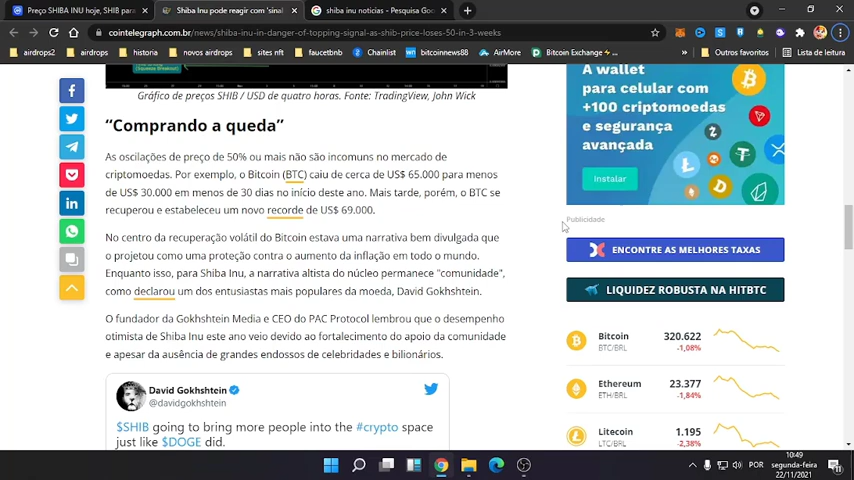 Preço SHIBA INU hoje, SHIB para
Shiba Inu pode reagir com 'sinal
shiba inu noticias - Pesquisa Goo
cointelegraph.com.br/news/shiba-inu-in-danger-of-topping-signal-as-shib-price-loses-50-in-3-weeks
airdrops2
airdrops
historia
novos airdrops
sites nft
faucetbnb
Chainlist
bitcoinnews88
AirMore
Bitcoin Exchange
»
Outros favoritos
Lista de leitura
Gráfico de preços SHIB / USD de quatro horas. Fonte: TradingView, John Wick
“Comprando a queda”
As oscilações de preço de 50% ou mais não são incomuns no mercado de
criptomoedas. Por exemplo, o Bitcoin (BTC) caiu de cerca de US$ 65.000 para menos
de US$ 30.000 em menos de 30 dias no início deste ano. Mais tarde, porém, o BTC se
recuperou e estabeleceu um novo recorde de US$ 69.000.
No centro da recuperação volátil do Bitcoin estava uma narrativa bem divulgada que
o projetou como uma proteção contra o aumento da inflação em todo o mundo.
Enquanto isso, para Shiba Inu, a narrativa altista do núcleo permanece "comunidade",
como declarou um dos entusiastas mais populares da moeda, David Gokhshtein.
O fundador da Gokhshtein Media e CEO do PAC Protocol lembrou que o desempenho
otimista de Shiba Inu este ano veio devido ao fortalecimento do apoio da comunidade
e apesar da ausência de grandes endossos de celebridades e bilionários.
David Gokhshtein
@davidgokhshtein
$SHIB going to bring more people into the #crypto space
just like $DOGE did.
A wallet
para celular com
+100 criptomoedas
e segurança
avançada
Instalar
Publicidade
ENCONTRE AS MELHORES TAXAS
LIQUIDEZ ROBUSTA NA HITBTC
Bitcoin 320.622
BTC/BRL -1,08%
Ethereum 23.377
ETH/BRL -1,84%
Litecoin 1.195
LTC/BRL -2,38%
POR
10:49
segunda-feira
22/11/2021